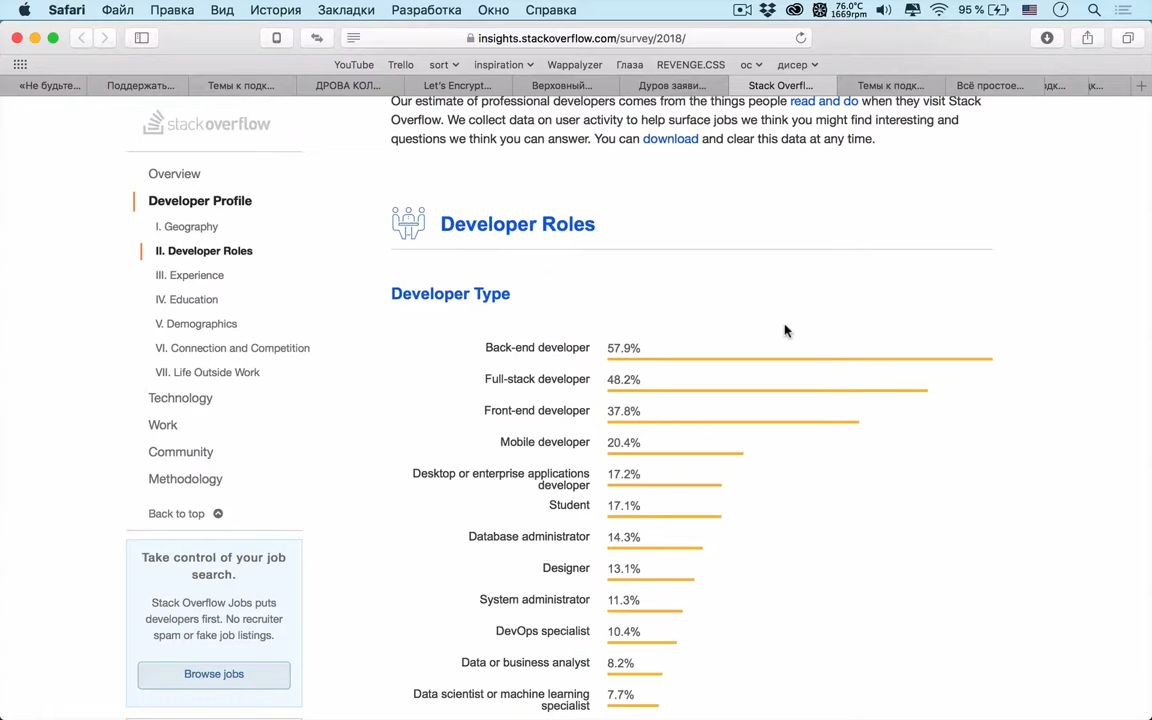 Safari Файл Правка Вид История Закладки Разработка Окно Справка 76.0°C 1669rpm 95 %
insights.stackoverflow.com/survey/2018/
YouTube Trello sort inspiration Wappalyzer Глаза REVENGE.CSS ос дисер
«Не будьте... Поддержать... Темы к подк... ДРОВА КОЛ... Let's Encrypt... Верховный... Дуров заяви... Stack Overfl... Темы к подк... Всё простое... эдк... к...
Our estimate of professional developers comes from the things people read and do when they visit Stack
Overflow. We collect data on user activity to help surface jobs we think you might find interesting and
questions we think you can answer. You can download and clear this data at any time.
stackoverflow
Overview
Developer Profile
I. Geography
II. Developer Roles
III. Experience
IV. Education
V. Demographics
VI. Connection and Competition
VII. Life Outside Work
Technology
Work
Community
Methodology
Back to top
Take control of your job
search.
Stack Overflow Jobs puts
developers first. No recruiter
spam or fake job listings.
Browse jobs
Developer Roles
Developer Type
Back-end developer 57.9%
Full-stack developer 48.2%
Front-end developer 37.8%
Mobile developer 20.4%
Desktop or enterprise applications
developer 17.2%
Student 17.1%
Database administrator 14.3%
Designer 13.1%
System administrator 11.3%
DevOps specialist 10.4%
Data or business analyst 8.2%
Data scientist or machine learning
specialist 7.7%